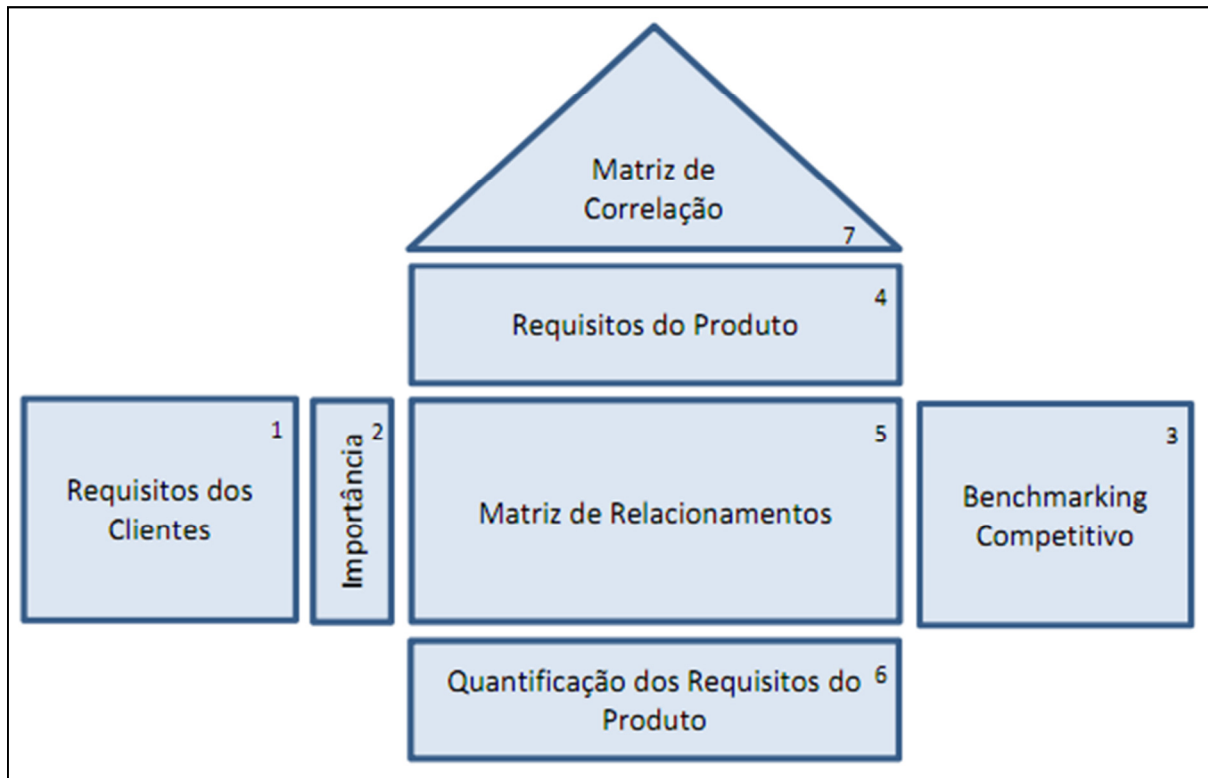 Matriz de
Correlação
7
4
Requisitos do Produto
1
Requisitos dos
Clientes
2
Importância
5
Matriz de Relacionamentos
3
Benchmarking
Competitivo
Quantificação dos Requisitos do
Produto
6